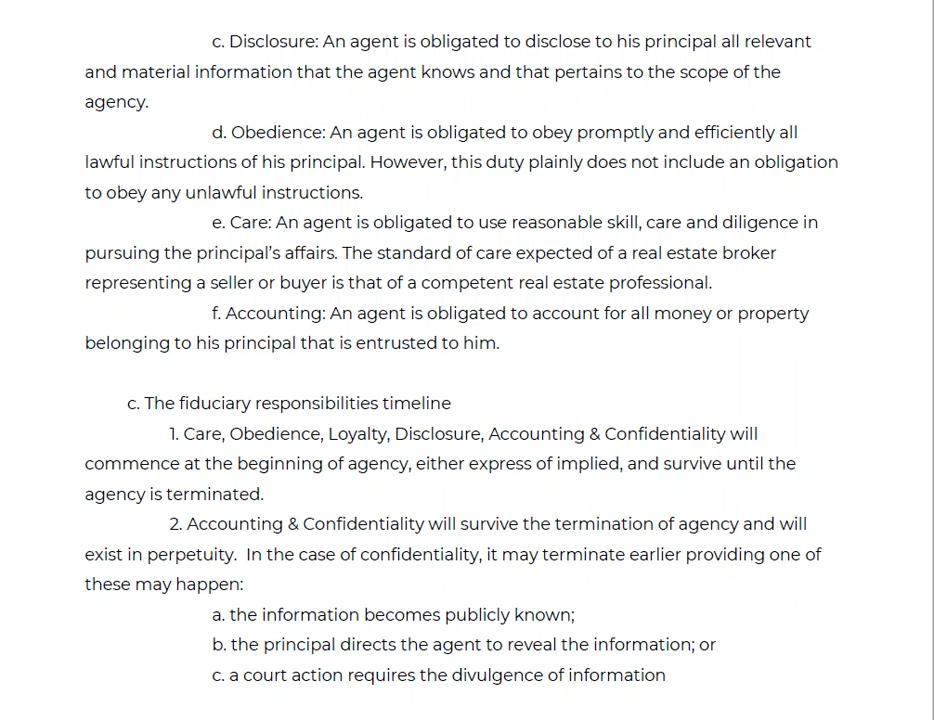 c. Disclosure: An agent is obligated to disclose to his principal all relevant
and material information that the agent knows and that pertains to the scope of the
agency.
d. Obedience: An agent is obligated to obey promptly and efficiently all
lawful instructions of his principal. However, this duty plainly does not include an obligation
to obey any unlawful instructions.
e. Care: An agent is obligated to use reasonable skill, care and diligence in
pursuing the principal's affairs. The standard of care expected of a real estate broker
representing a seller or buyer is that of a competent real estate professional.
f. Accounting: An agent is obligated to account for all money or property
belonging to his principal that is entrusted to him.
c. The fiduciary responsibilities timeline
1. Care, Obedience, Loyalty, Disclosure, Accounting & Confidentiality will
commence at the beginning of agency, either express of implied, and survive until the
agency is terminated.
2. Accounting & Confidentiality will survive the termination of agency and will
exist in perpetuity.  In the case of confidentiality, it may terminate earlier providing one of
these may happen:
a. the information becomes publicly known;
b. the principal directs the agent to reveal the information; or
c. a court action requires the divulgence of information